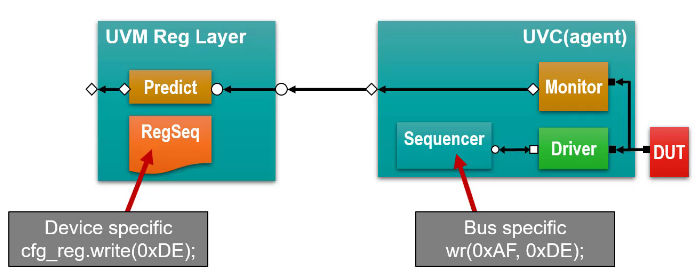 UVM Reg Layer
UVC(agent)
Predict
Monitor
RegSeq
Sequencer
Driver
DUT
Device specific
cfg_reg.write(0xDE);
Bus specific
wr(0xAF, 0xDE);